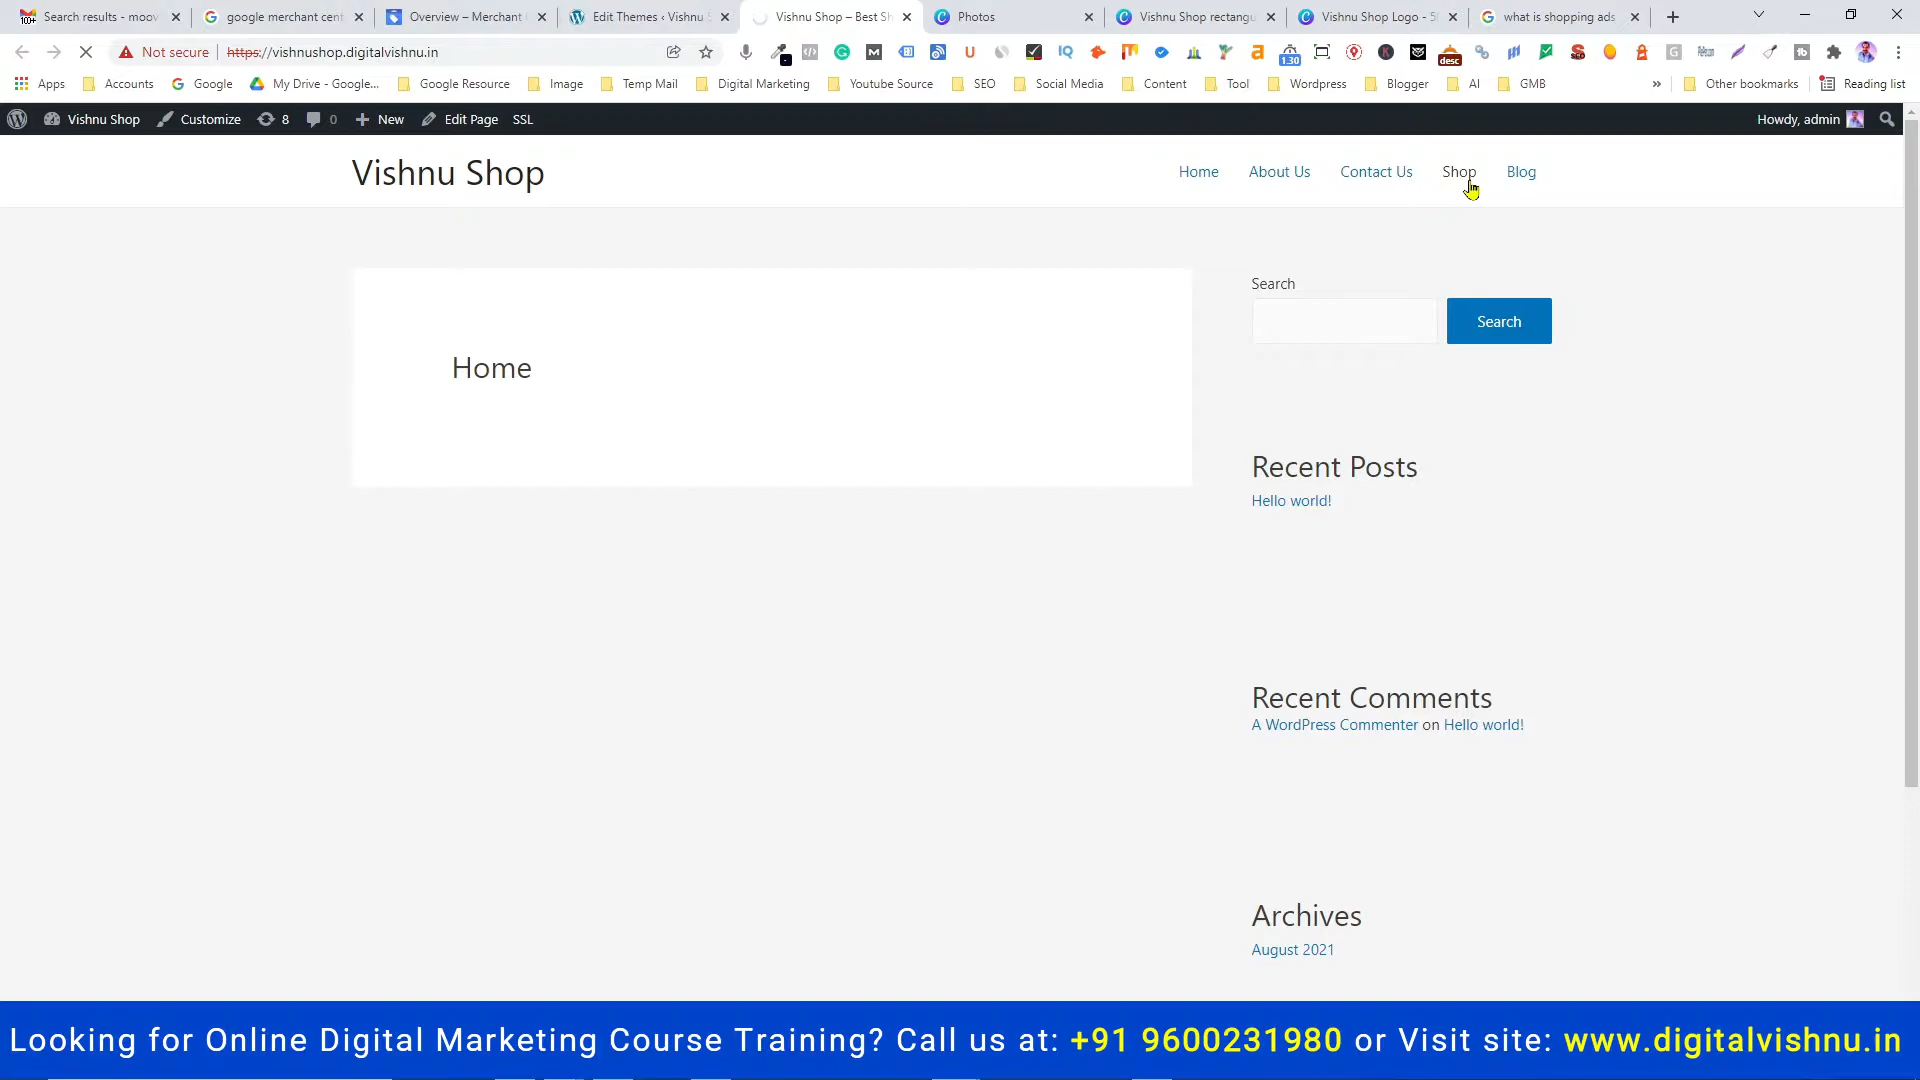 Search results - moov
google merchant cent
Overview – Merchant
Edit Themes ‹ Vishnu S
Vishnu Shop – Best Sh
Photos
Vishnu Shop rectangu
Vishnu Shop Logo - 5
what is shopping ads
Not secure
https://vishnushop.digitalvishnu.in
1.30
desc
Apps
Accounts
Google
My Drive - Google...
Google Resource
Image
Temp Mail
Digital Marketing
Youtube Source
SEO
Social Media
Content
Tool
Wordpress
Blogger
AI
GMB
»
Other bookmarks
Reading list
Vishnu Shop
Customize
8
0
New
Edit Page
SSL
Howdy, admin
Vishnu Shop
Home
About Us
Contact Us
Shop
Blog
Search
Search
Home
Recent Posts
Hello world!
Recent Comments
A WordPress Commenter on Hello world!
Archives
August 2021
Looking for Online Digital Marketing Course Training? Call us at: +91 9600231980 or Visit site: www.digitalvishnu.in